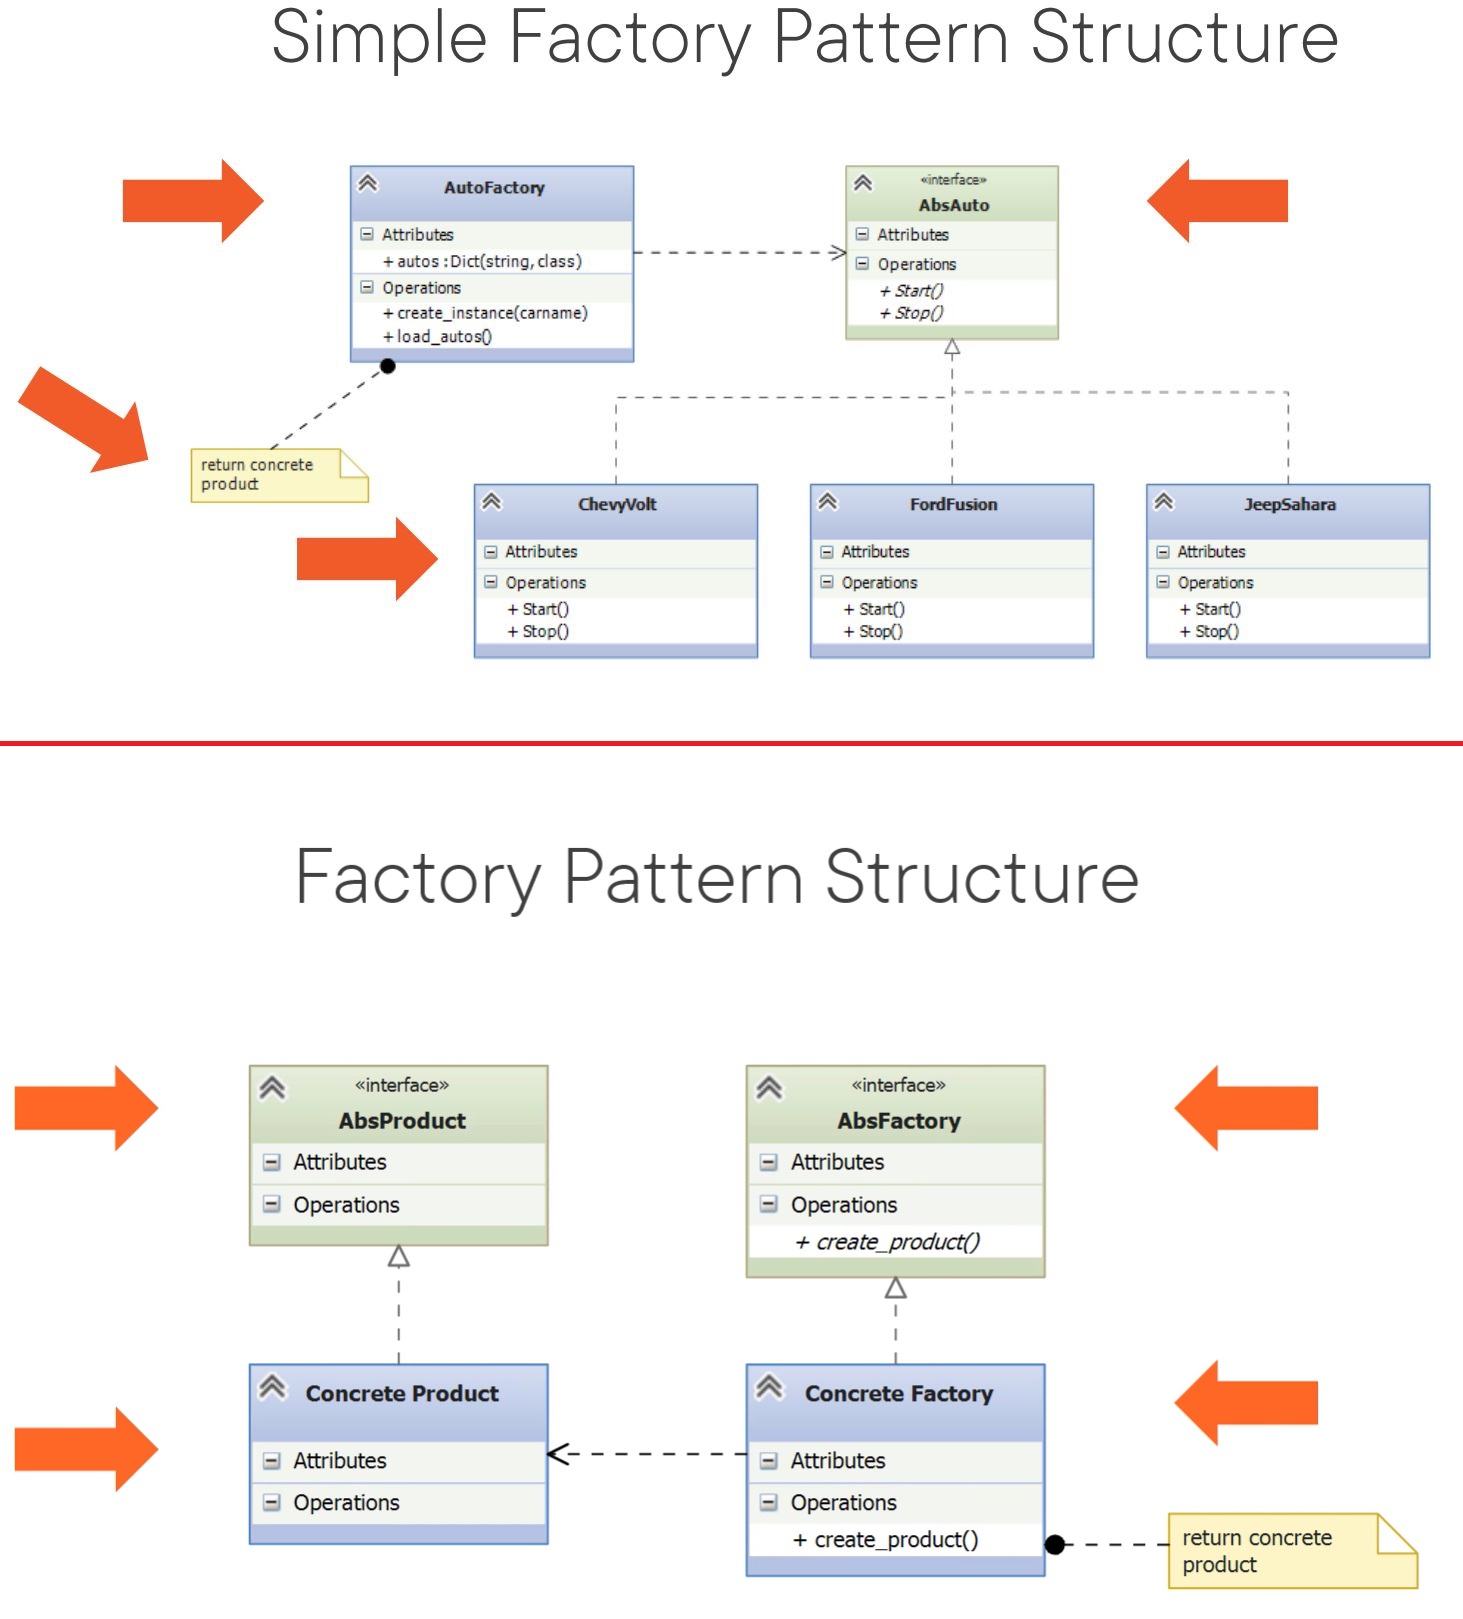 Simple Factory Pattern Structure
AutoFactory
Attributes
+ autos : Dict(string, class)
Operations
+ create_instance(carname)
+ load_autos()
«interface»
AbsAuto
Attributes
Operations
+ Start()
+ Stop()
return concrete
product
ChevyVolt
Attributes
Operations
+ Start()
+ Stop()
FordFusion
Attributes
Operations
+ Start()
+ Stop()
JeepSahara
Attributes
Operations
+ Start()
+ Stop()
Factory Pattern Structure
«interface»
AbsProduct
Attributes
Operations
«interface»
AbsFactory
Attributes
Operations
+ create_product()
Concrete Product
Attributes
Operations
Concrete Factory
Attributes
Operations
+ create_product()
return concrete
product